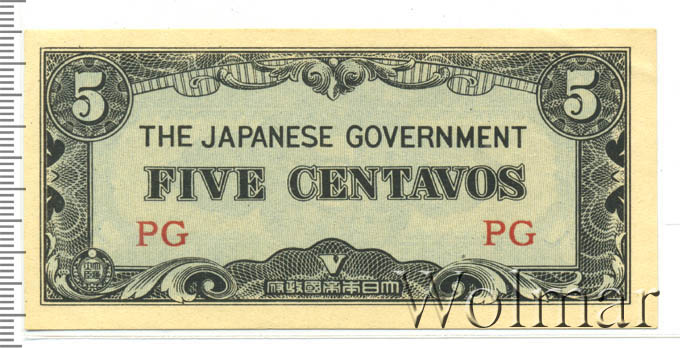 5 5
THE JAPANESE GOVERNMENT
FIVE CENTAVOS
PG PG
V
府政國帝本日大
Wolmar